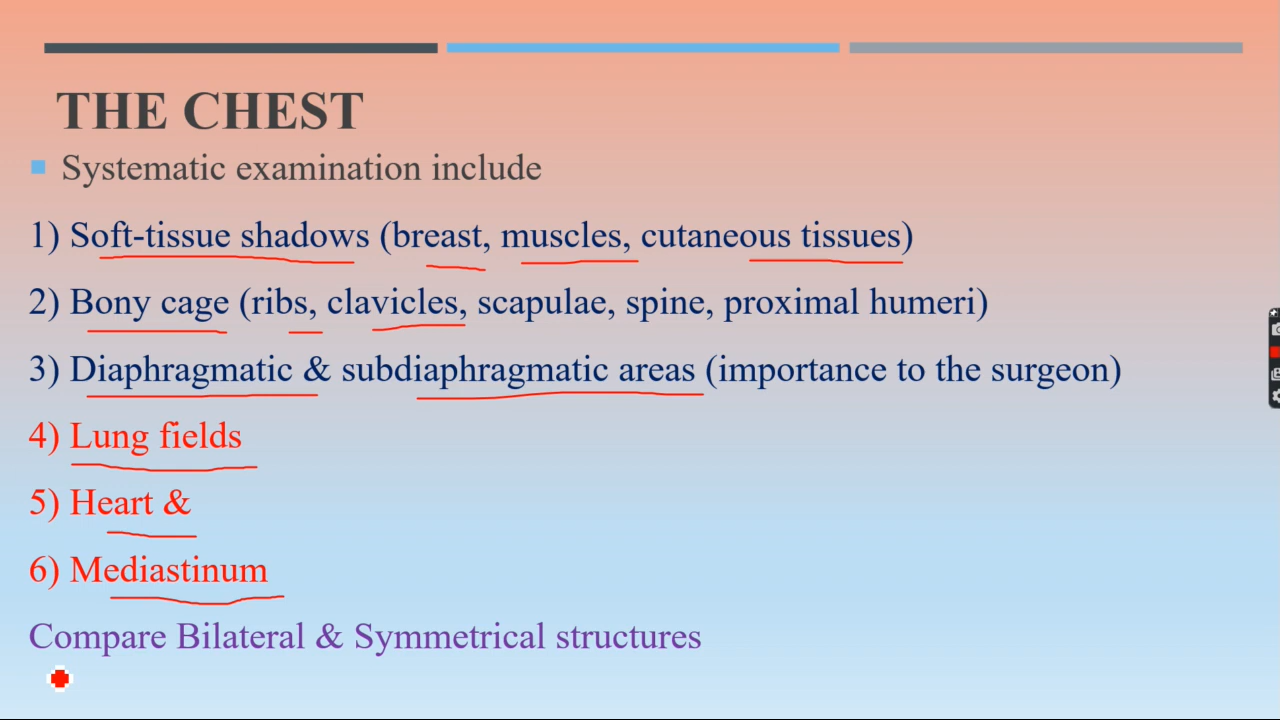 THE CHEST
Systematic examination include
1) Soft-tissue shadows (breast, muscles, cutaneous tissues)
2) Bony cage (ribs, clavicles, scapulae, spine, proximal humeri)
3) Diaphragmatic & subdiaphragmatic areas (importance to the surgeon)
4) Lung fields
5) Heart &
6) Mediastinum
Compare Bilateral & Symmetrical structures